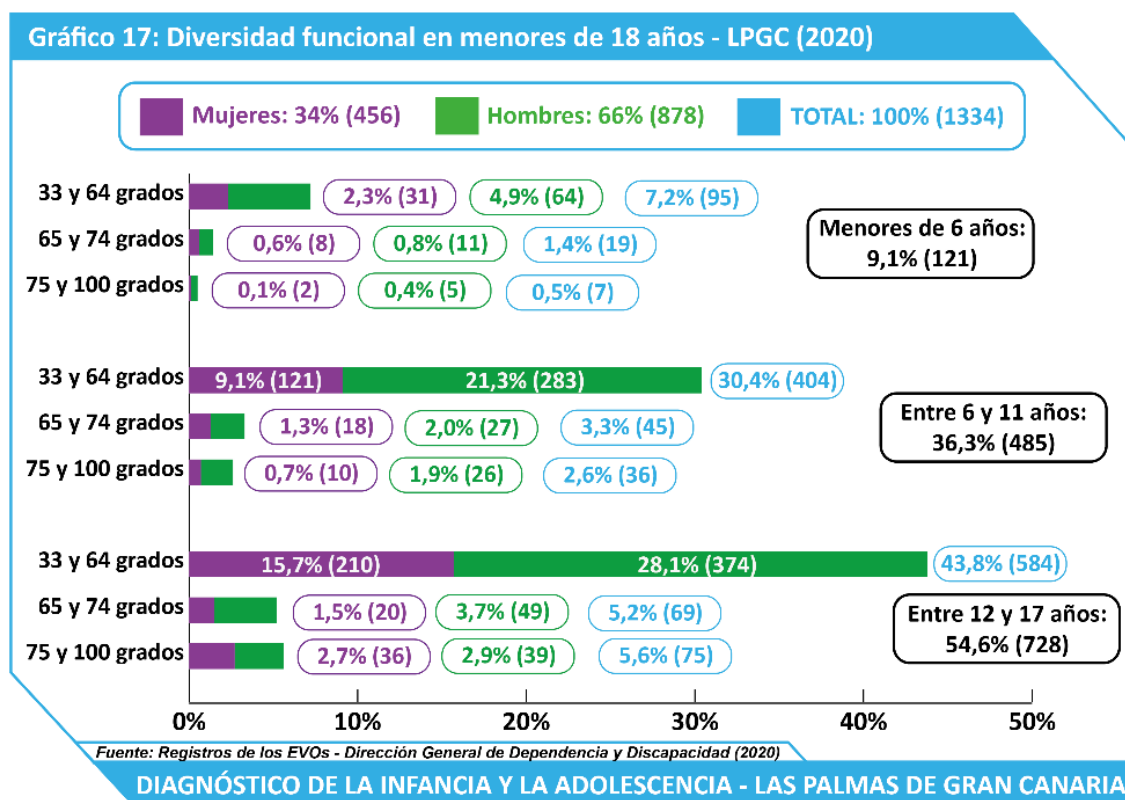 Gráfico 17: Diversidad funcional en menores de 18 años - LPGC (2020)
Mujeres: 34% (456) Hombres: 66% (878) TOTAL: 100% (1334)
33 y 64 grados 2,3% (31) 4,9% (64) 7,2% (95)
65 y 74 grados 0,6% (8) 0,8% (11) 1,4% (19)
75 y 100 grados 0,1% (2) 0,4% (5) 0,5% (7)
Menores de 6 años:
9,1% (121)
33 y 64 grados 9,1% (121) 21,3% (283) 30,4% (404)
65 y 74 grados 1,3% (18) 2,0% (27) 3,3% (45)
75 y 100 grados 0,7% (10) 1,9% (26) 2,6% (36)
Entre 6 y 11 años:
36,3% (485)
33 y 64 grados 15,7% (210) 28,1% (374) 43,8% (584)
65 y 74 grados 1,5% (20) 3,7% (49) 5,2% (69)
75 y 100 grados 2,7% (36) 2,9% (39) 5,6% (75)
Entre 12 y 17 años:
54,6% (728)
0% 10% 20% 30% 40% 50%
Fuente: Registros de los EVOs - Dirección General de Dependencia y Discapacidad (2020)
DIAGNÓSTICO DE LA INFANCIA Y LA ADOLESCENCIA - LAS PALMAS DE GRAN CANARIA